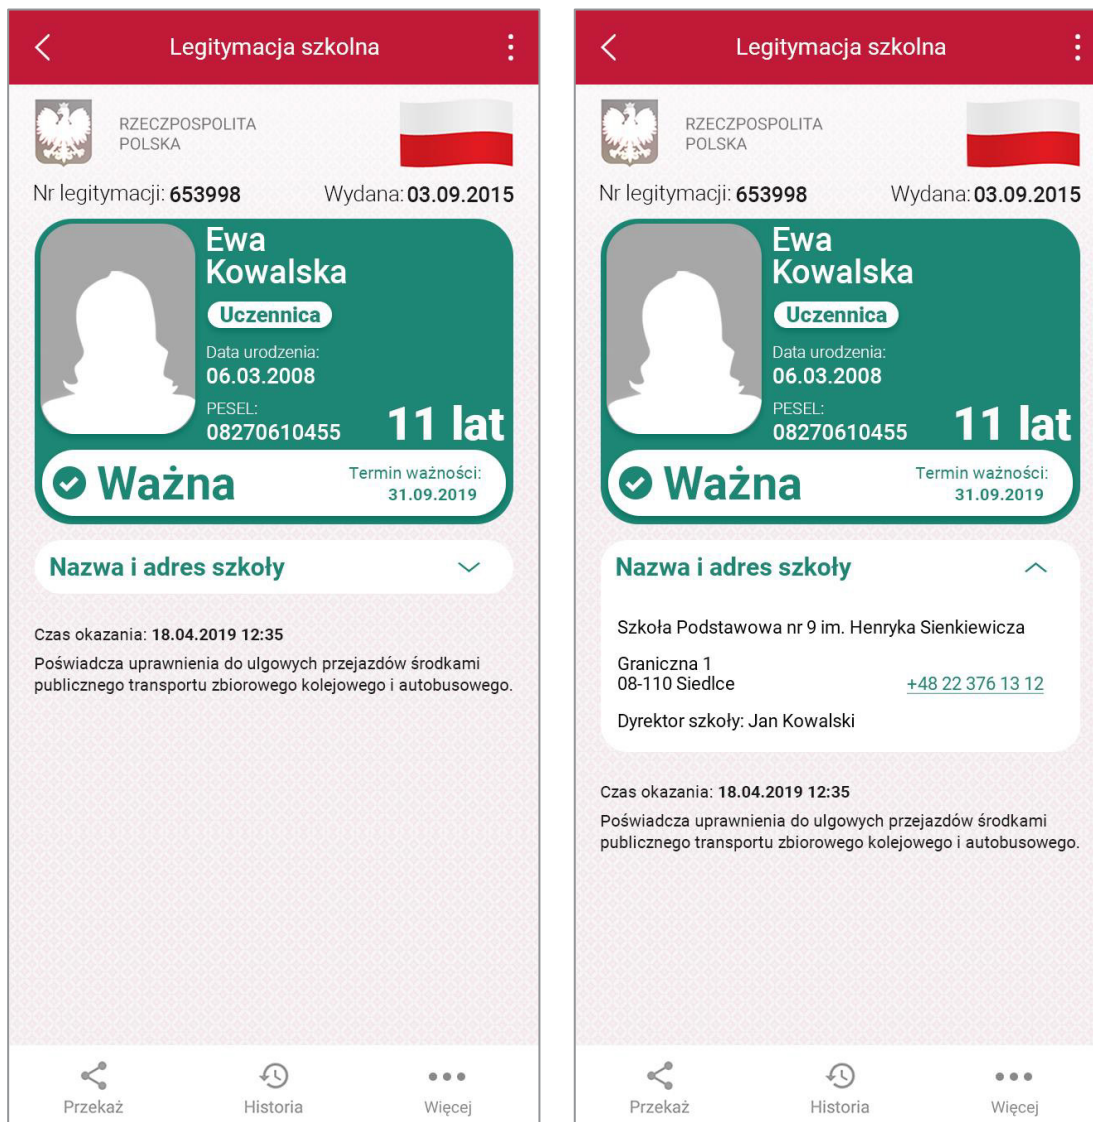 Legitymacja szkolna
RZECZPOSPOLITA
POLSKA
Nr legitymacji: 653998 Wydana: 03.09.2015
Ewa
Kowalska
Uczennica
Data urodzenia:
06.03.2008
PESEL:
08270610455
11 lat
Ważna
Termin ważności:
31.09.2019
Nazwa i adres szkoły
Czas okazania: 18.04.2019 12:35
Poświadcza uprawnienia do ulgowych przejazdów środkami
publicznego transportu zbiorowego kolejowego i autobusowego.
Przekaż Historia Więcej
Legitymacja szkolna
RZECZPOSPOLITA
POLSKA
Nr legitymacji: 653998 Wydana: 03.09.2015
Ewa
Kowalska
Uczennica
Data urodzenia:
06.03.2008
PESEL:
08270610455
11 lat
Ważna
Termin ważności:
31.09.2019
Nazwa i adres szkoły
Szkoła Podstawowa nr 9 im. Henryka Sienkiewicza
Graniczna 1
08-110 Siedlce +48 22 376 13 12
Dyrektor szkoły: Jan Kowalski
Czas okazania: 18.04.2019 12:35
Poświadcza uprawnienia do ulgowych przejazdów środkami
publicznego transportu zbiorowego kolejowego i autobusowego.
Przekaż Historia Więcej